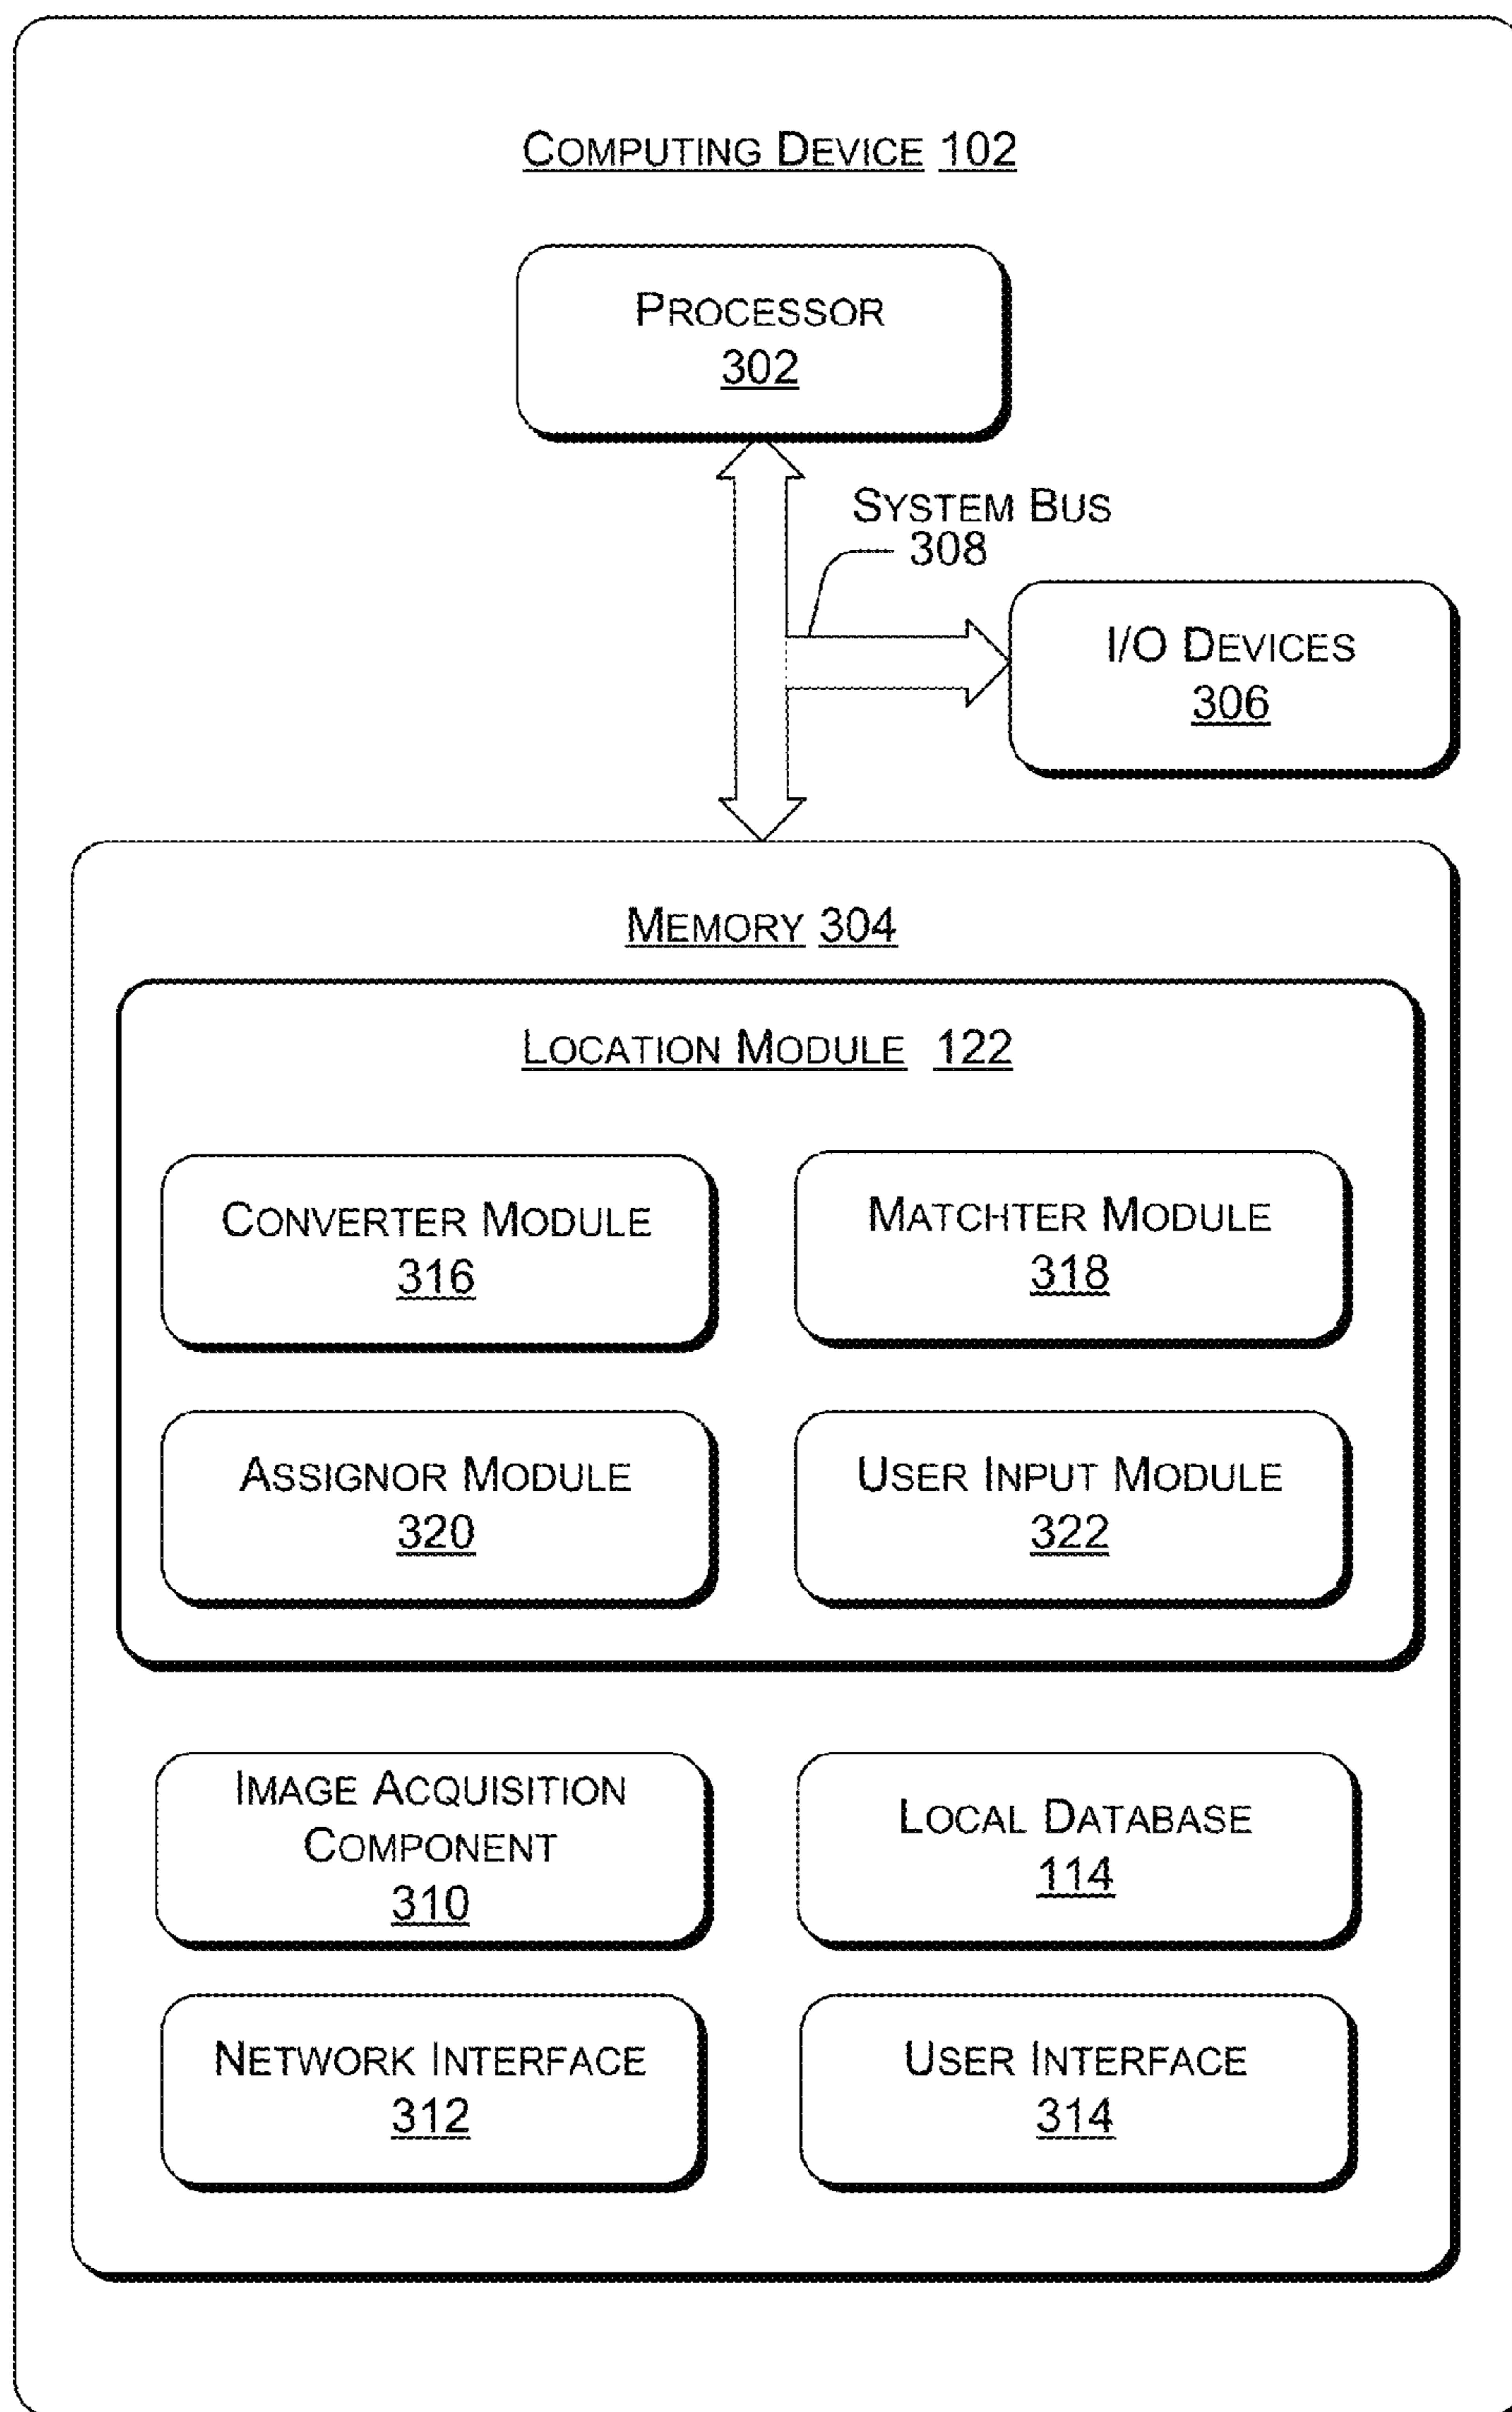 COMPUTING DEVICE 102
PROCESSOR
302
SYSTEM BUS
308
I/O DEVICES
306
MEMORY 304
LOCATION MODULE 122
CONVERTER MODULE
316
MATCHTER MODULE
318
ASSIGNOR MODULE
320
USER INPUT MODULE
322
IMAGE ACQUISITION
COMPONENT
310
LOCAL DATABASE
114
NETWORK INTERFACE
312
USER INTERFACE
314